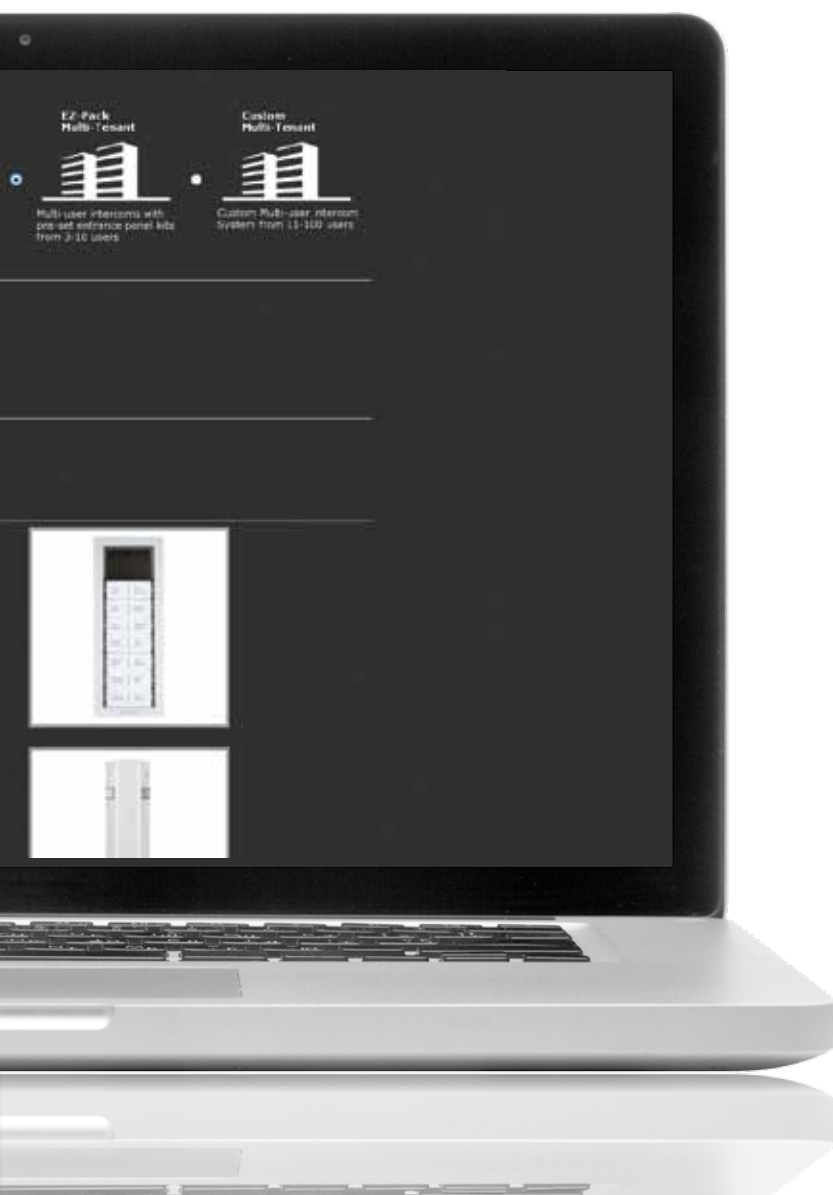 EZ-Pack
Multi-Tenant
Multi-user intercoms with
pre-set entrance panel kits
from 3-10 users
Custom
Multi-Tenant
Custom Multi-user intercom
System from 11-100 users